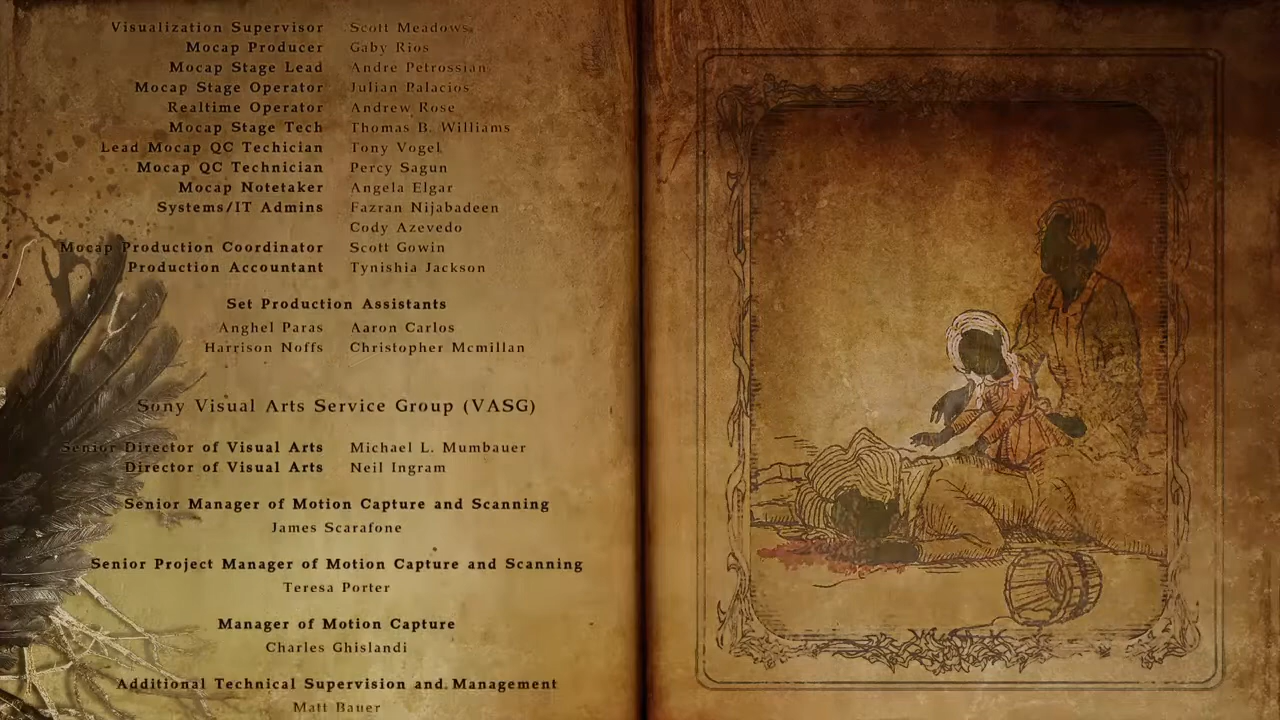 Visualization Supervisor Scott Meadows
Mocap Producer Gaby Rios
Mocap Stage Lead Andre Petrossian
Mocap Stage Operator Julian Palacios
Realtime Operator Andrew Rose
Mocap Stage Tech Thomas B. Williams
Lead Mocap QC Techician Tony Vogel
Mocap QC Technician Percy Sagun
Mocap Notetaker Angela Elgar
Systems/IT Admins Fazran Nijabadeen
Cody Azevedo
Mocap Production Coordinator Scott Gowin
Production Accountant Tynishia Jackson
Set Production Assistants
Anghel Paras Aaron Carlos
Harrison Noffs Christopher Mcmillan
Sony Visual Arts Service Group (VASG)
Senior Director of Visual Arts Michael L. Mumbauer
Director of Visual Arts Neil Ingram
Senior Manager of Motion Capture and Scanning
James Scarafone
Senior Project Manager of Motion Capture and Scanning
Teresa Porter
Manager of Motion Capture
Charles Ghislandi
Additional Technical Supervision and Management
Matt Bauer